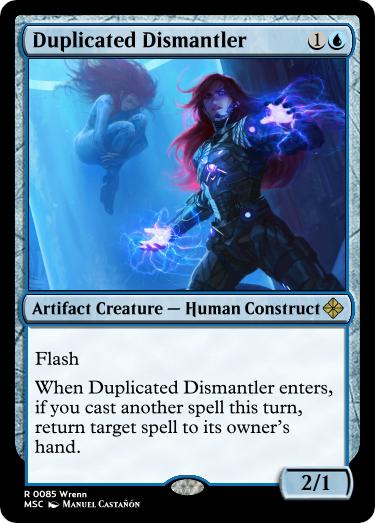 Duplicated Dismantler 1
Artifact Creature — Human Construct
Flash
When Duplicated Dismantler enters,
if you cast another spell this turn,
return target spell to its owner's
hand.
2/1
R 0085 Wrenn
MSC Manuel Castañón